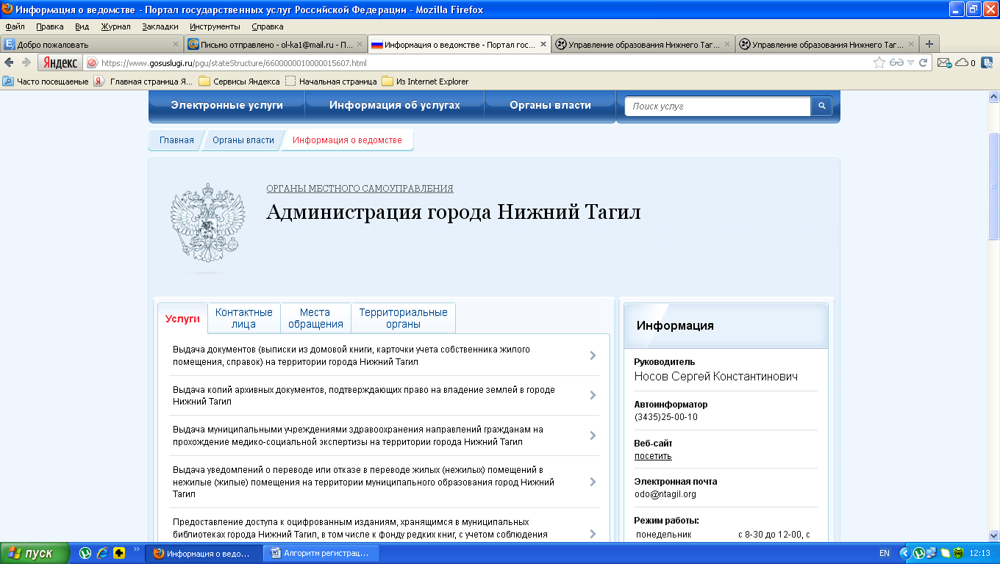 Информация о ведомстве - Портал государственных услуг Российской Федерации - Mozilla Firefox
Файл Правка Вид Журнал Закладки Инструменты Справка
Добро пожаловать
Письмо отправлено - ol-ka1@mail.ru - П...
Информация о ведомстве - Портал гос...
Управление образования Нижнего Таг...
Управление образования Нижнего Таг...
Яндекс
https://www.gosuslugi.ru/pgu/stateStructure/6600000010000015607.html
0
Часто посещаемые Главная страница Я... Сервисы Яндекса Начальная страница Из Internet Explorer
Электронные услуги Информация об услугах Органы власти Поиск услуг
Главная Органы власти Информация о ведомстве
ОРГАНЫ МЕСТНОГО САМОУПРАВЛЕНИЯ
Администрация города Нижний Тагил
Услуги
Контактные
лица
Места
обращения
Территориальные
органы
Выдача документов (выписки из домовой книги, карточки учета собственника жилого
помещения, справок) на территории города Нижний Тагил
Выдача копий архивных документов, подтверждающих право на владение землей в городе
Нижний Тагил
Выдача муниципальными учреждениями здравоохранения направлений гражданам на
прохождение медико-социальной экспертизы на территории города Нижний Тагил
Выдача уведомлений о переводе или отказе в переводе жилых (нежилых) помещений в
нежилые (жилые) помещения на территории муниципального образования город Нижний
Тагил
Предоставление доступа к оцифрованным изданиям, хранящимся в муниципальных
библиотеках города Нижний Тагил, в том числе к фонду редких книг, с учетом соблюдения
Информация
Руководитель
Носов Сергей Константинович
Автоинформатор
(3435)25-00-10
Веб-сайт
посетить
Электронная почта
odo@ntagil.org
Режим работы:
понедельник с 8-30 до 12-00, с
пуск
Информация о ведо...
Алгоритм регистрац...
EN
12:13